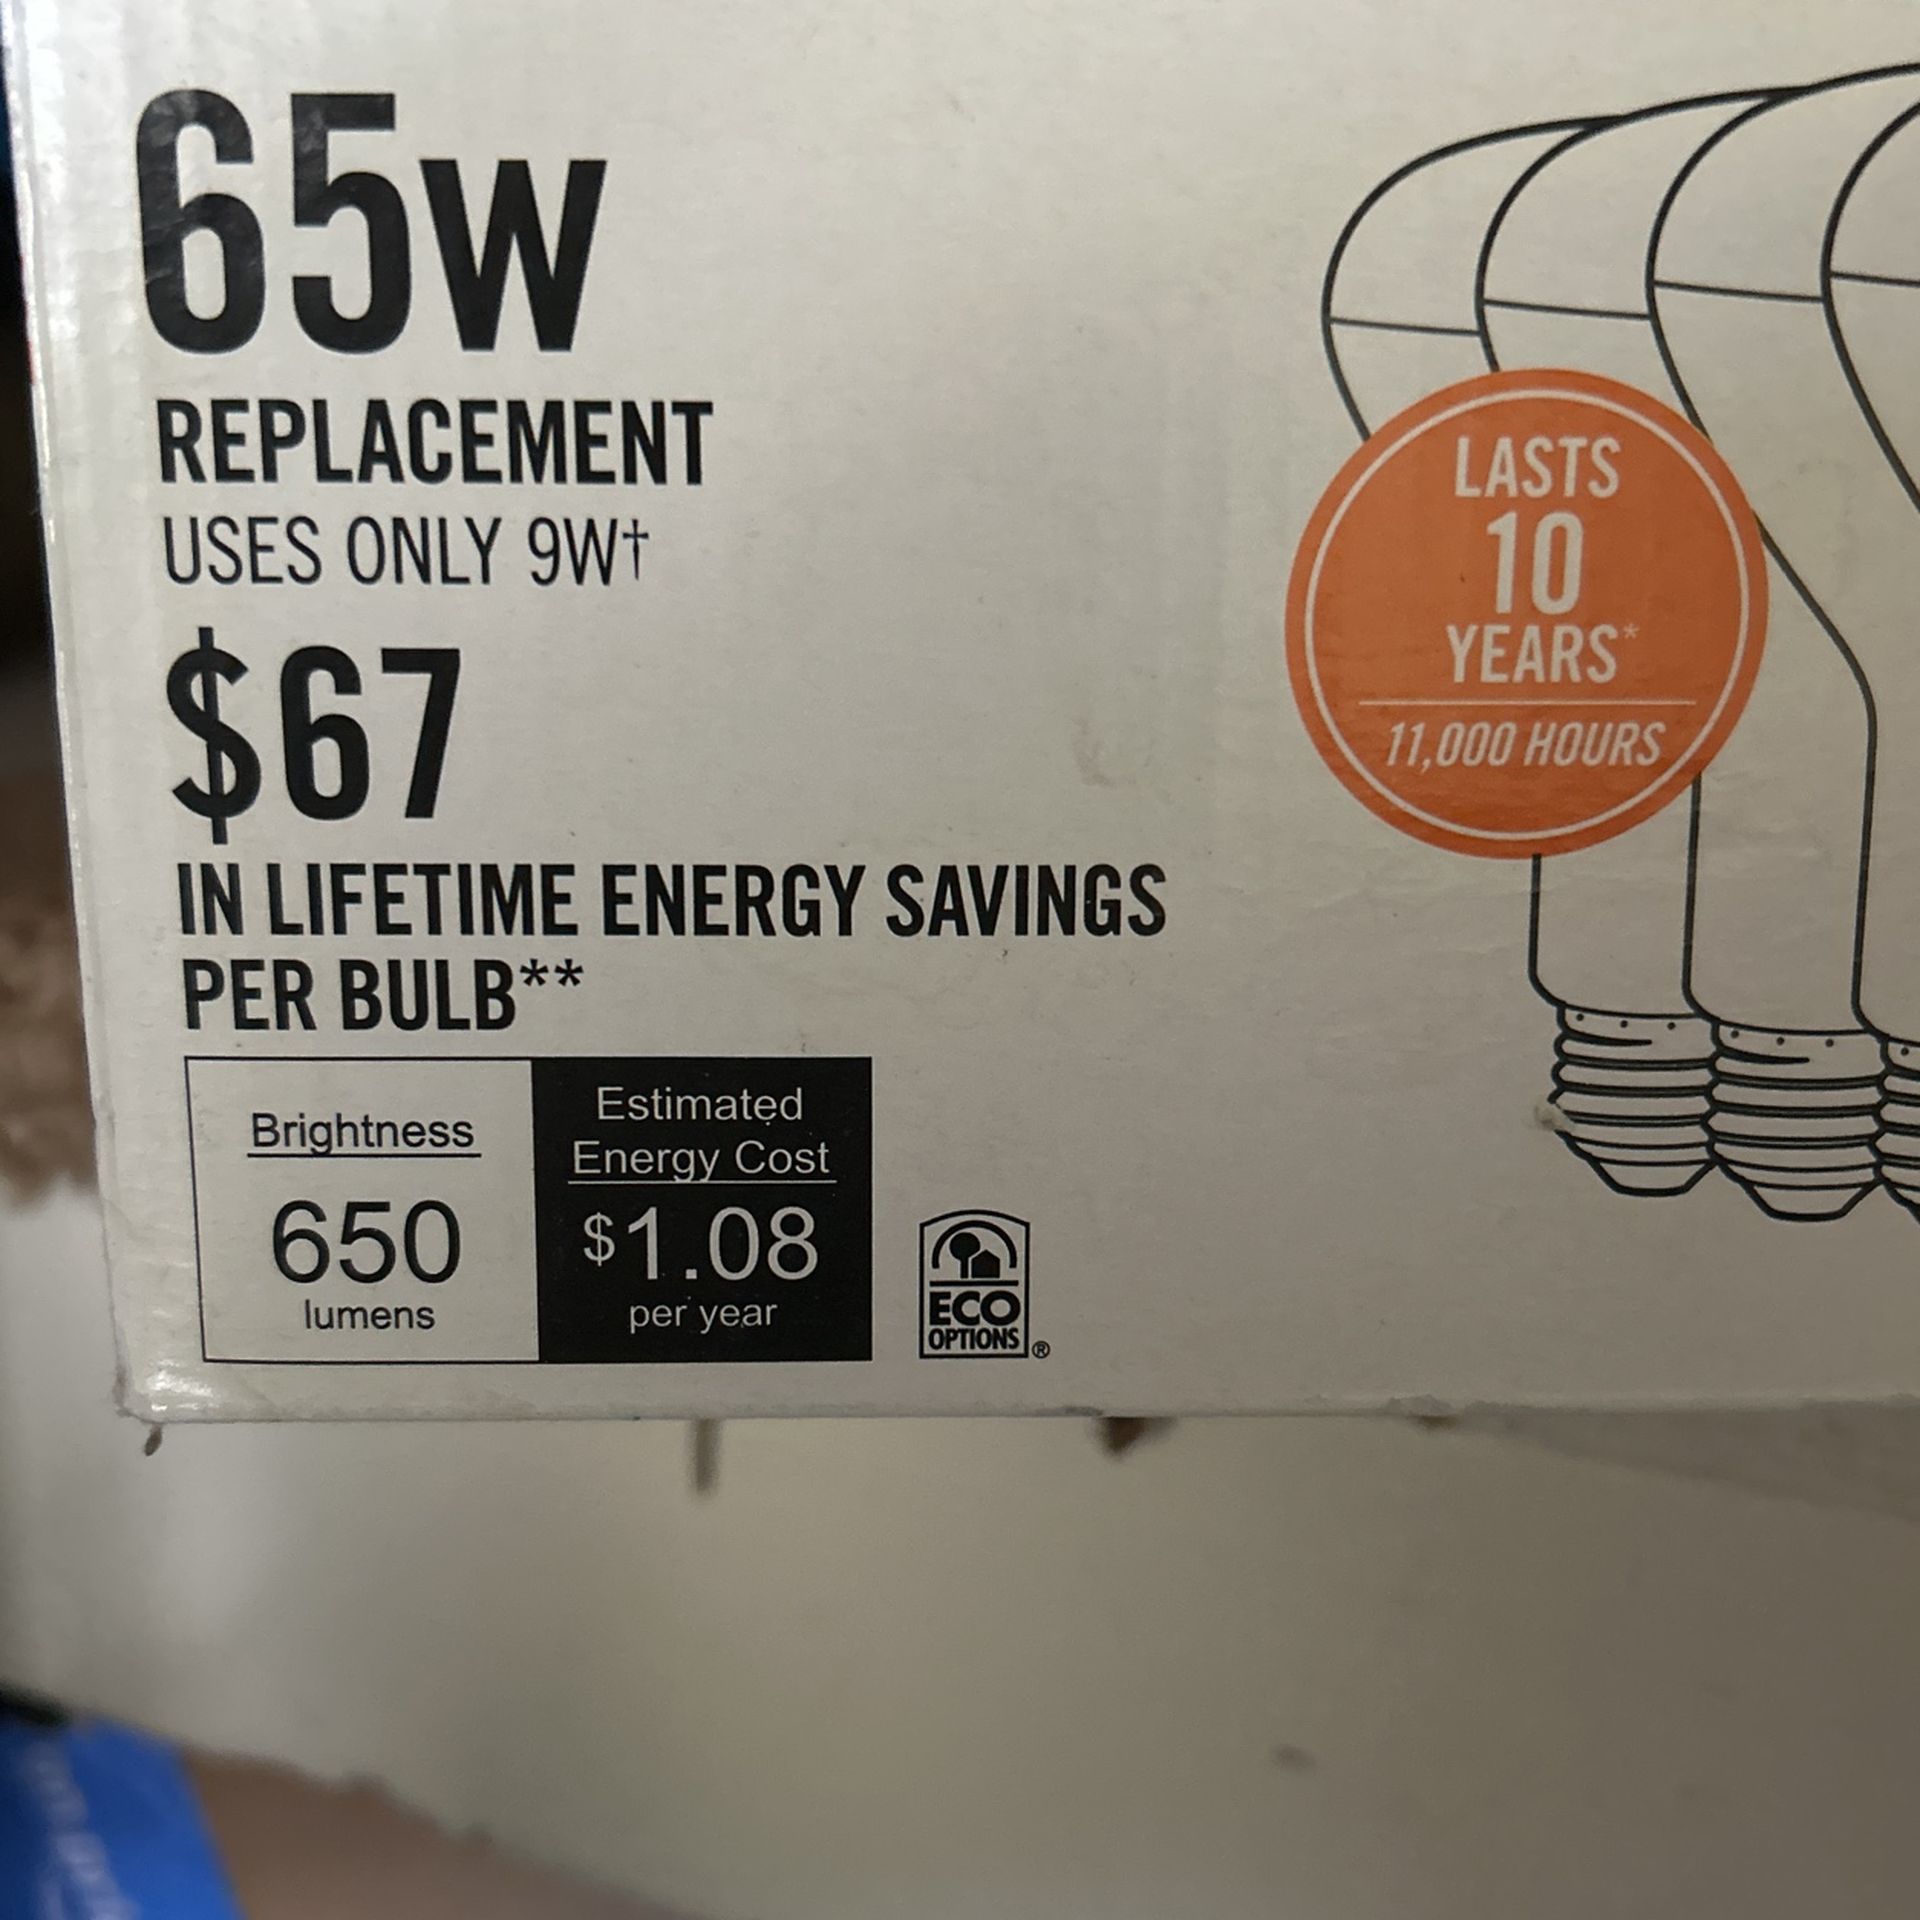 65W
REPLACEMENT
USES ONLY 9W†
$67
IN LIFETIME ENERGY SAVINGS
PER BULB**
Brightness
650
lumens
Estimated
Energy Cost
$1.08
per year
ECO
OPTIONS ®
LASTS
10
YEARS*
11,000 HOURS